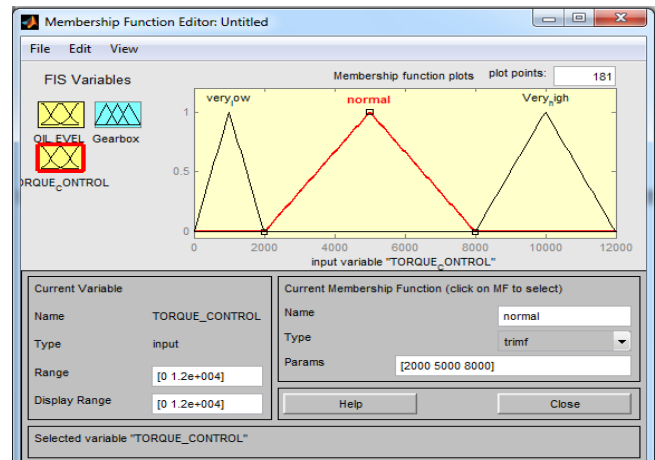 Membership Function Editor: Untitled
File Edit View
FIS Variables
Membership function plots plot points: 181
OIL_EVEL Gearbox
ORQUE_CONTROL
very_low normal Very_high
1
0.5
0
0 2000 4000 6000 8000 10000 12000
input variable "TORQUE_CONTROL"
Current Variable
Name TORQUE_CONTROL
Type input
Range [0 1.2e+004]
Display Range [0 1.2e+004]
Current Membership Function (click on MF to select)
Name normal
Type trimf
Params [2000 5000 8000]
Help Close
Selected variable "TORQUE_CONTROL"